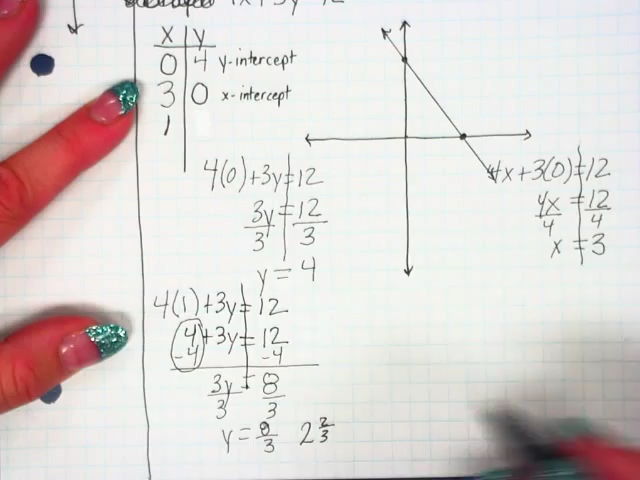 4x + 3y = 12
x y
0 4 y-intercept
3 0 x-intercept
1
4(0)+3y=12
3y/3 = 12/3
y = 4
4x+3(0)=12
4x/4 = 12/4
x = 3
4(1)+3y=12
4+3y=12
-4 -4
3y/3 = 8/3
y = 8/3 2 2/3